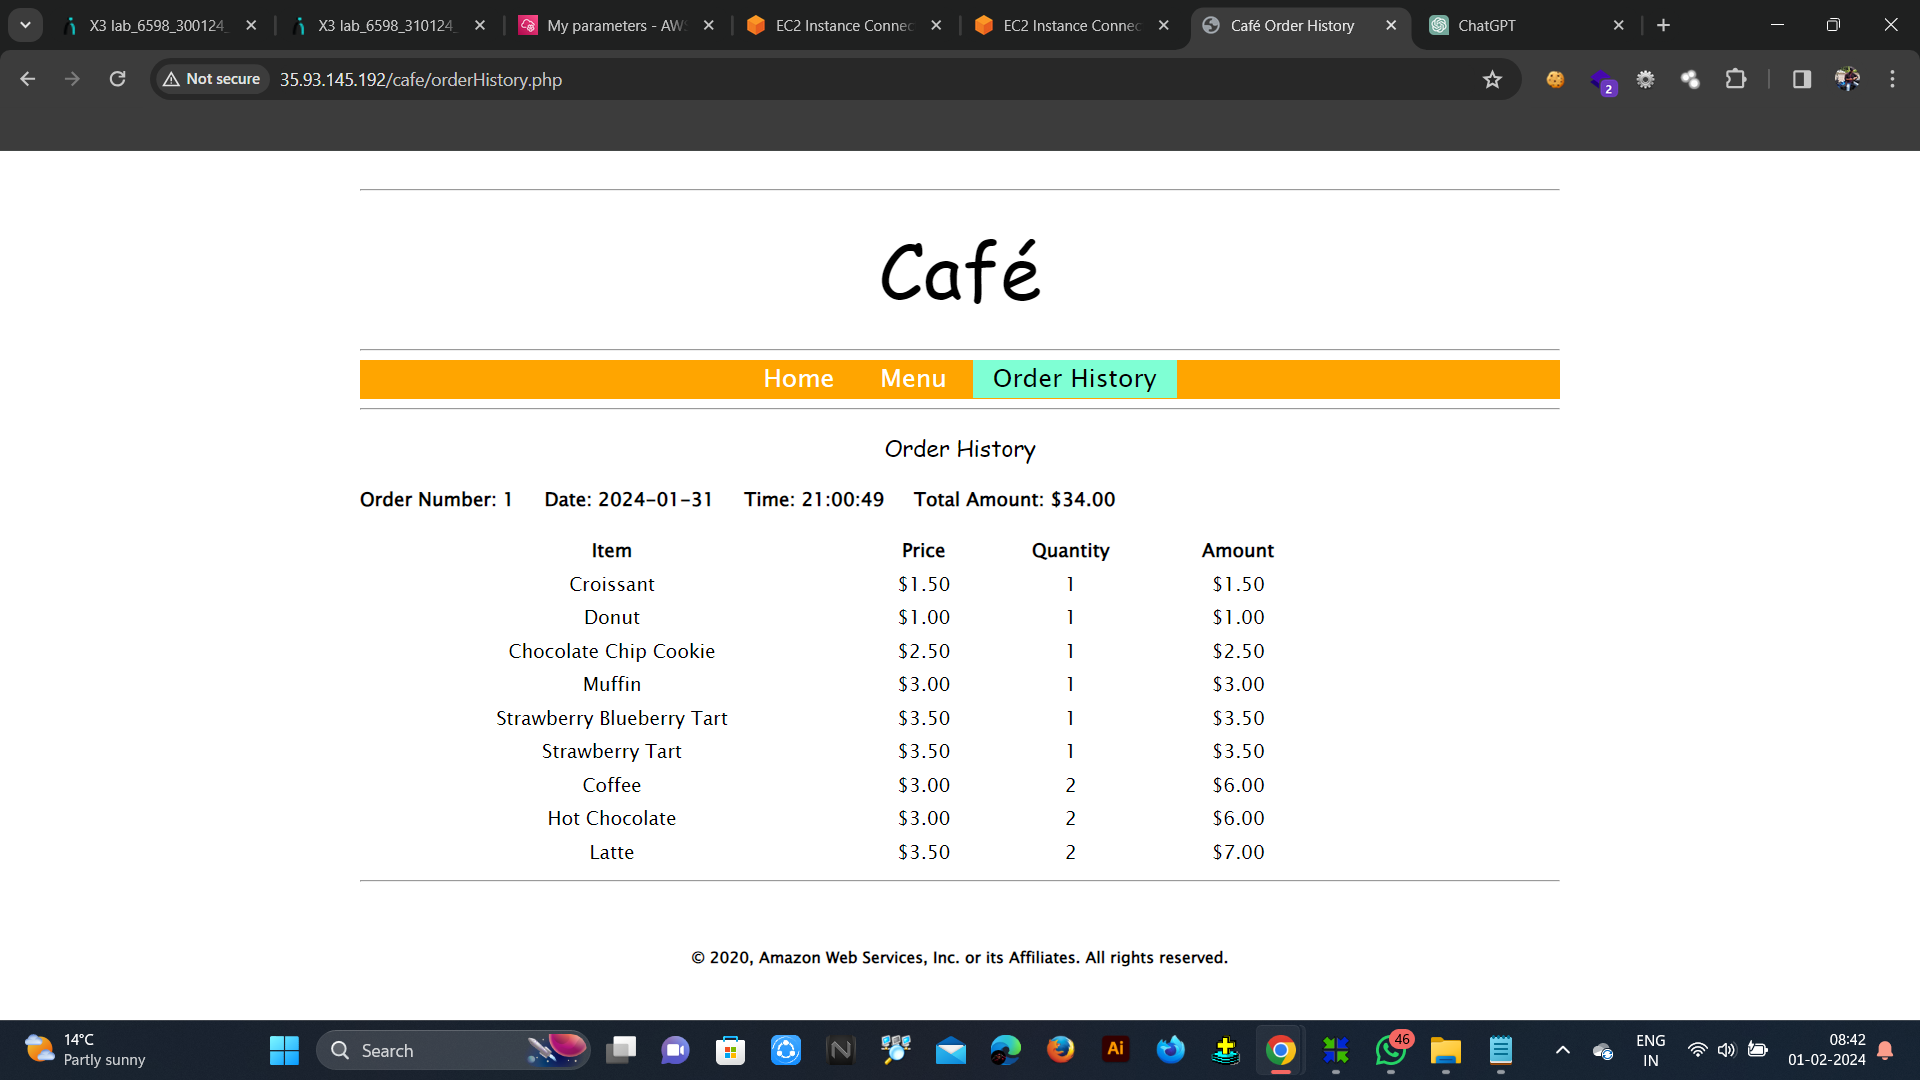 X3 lab_6598_300124_
X3 lab_6598_310124_
My parameters - AWS
EC2 Instance Connec
EC2 Instance Connec
Café Order History
ChatGPT
Not secure
35.93.145.192/cafe/orderHistory.php
2
Café
Home Menu Order History
Order History
Order Number: 1 Date: 2024-01-31 Time: 21:00:49 Total Amount: $34.00
Item Price Quantity Amount
Croissant $1.50 1 $1.50
Donut $1.00 1 $1.00
Chocolate Chip Cookie $2.50 1 $2.50
Muffin $3.00 1 $3.00
Strawberry Blueberry Tart $3.50 1 $3.50
Strawberry Tart $3.50 1 $3.50
Coffee $3.00 2 $6.00
Hot Chocolate $3.00 2 $6.00
Latte $3.50 2 $7.00
© 2020, Amazon Web Services, Inc. or its Affiliates. All rights reserved.
14°C
Partly sunny
Search
Ai
46
ENG
IN
08:42
01-02-2024